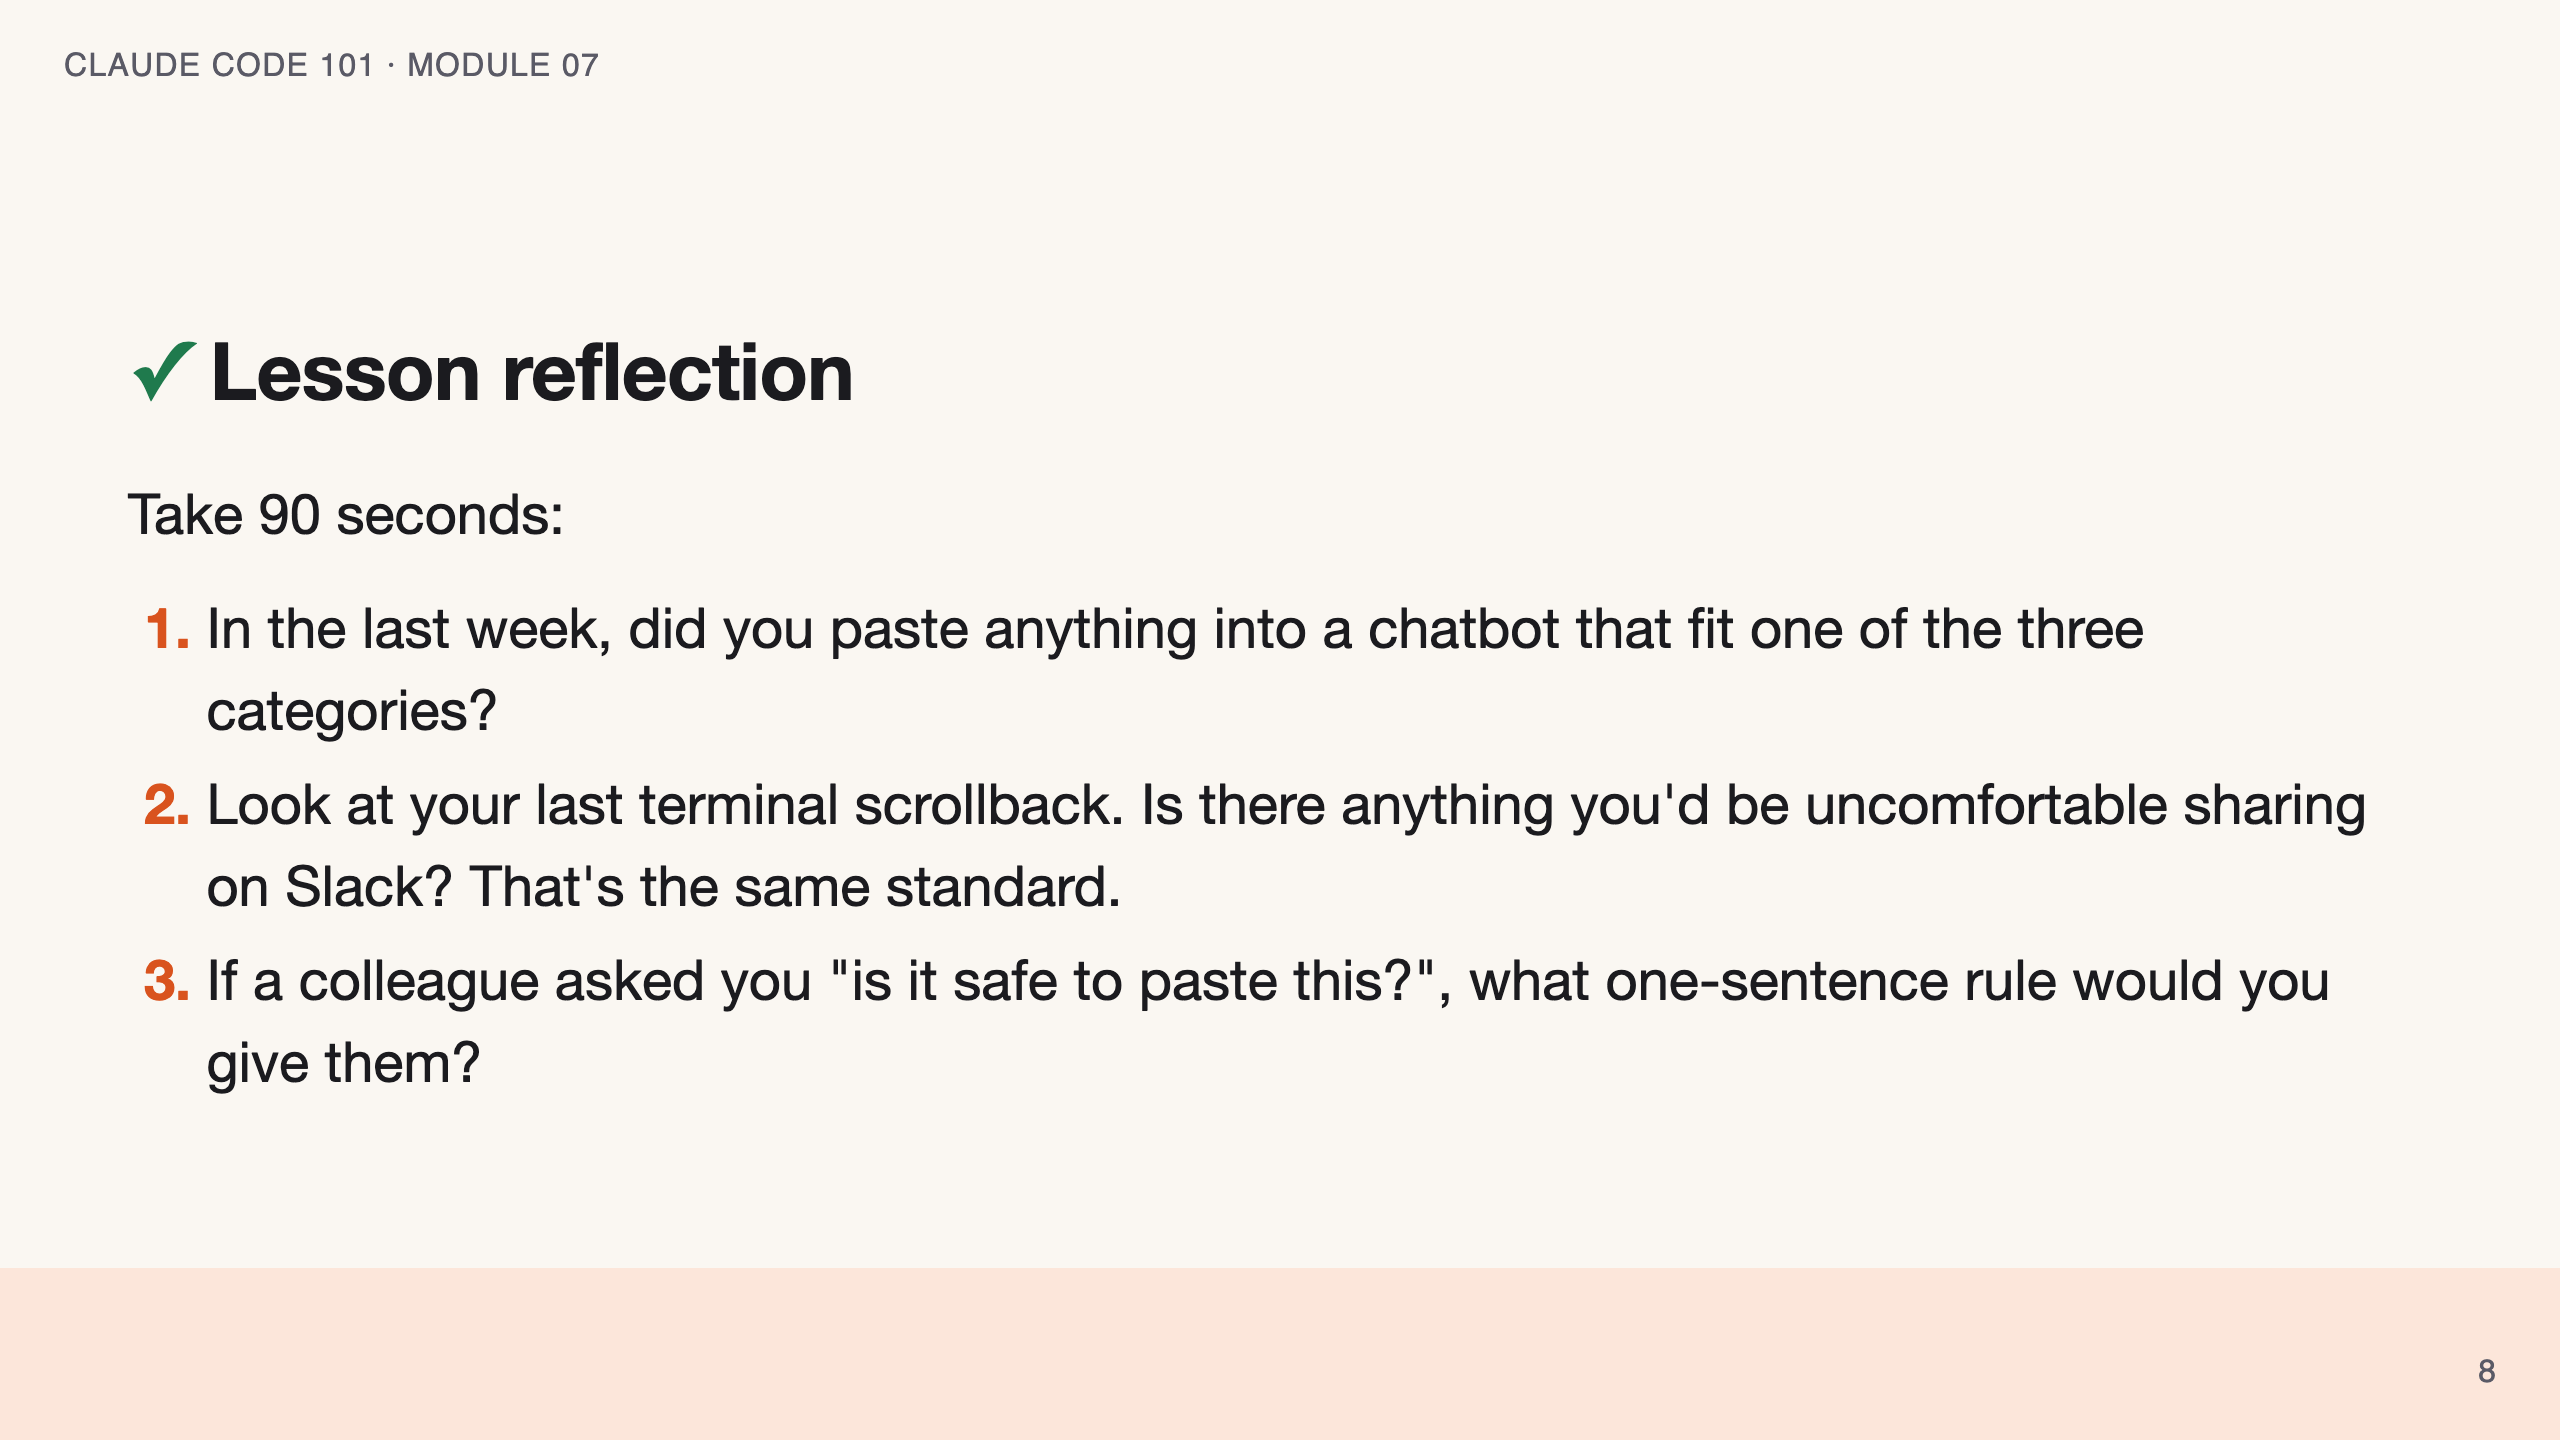 CLAUDE CODE 101 · MODULE 07
✓ Lesson reflection
Take 90 seconds:
1. In the last week, did you paste anything into a chatbot that fit one of the three
categories?
2. Look at your last terminal scrollback. Is there anything you'd be uncomfortable sharing
on Slack? That's the same standard.
3. If a colleague asked you "is it safe to paste this?", what one-sentence rule would you
give them?
8